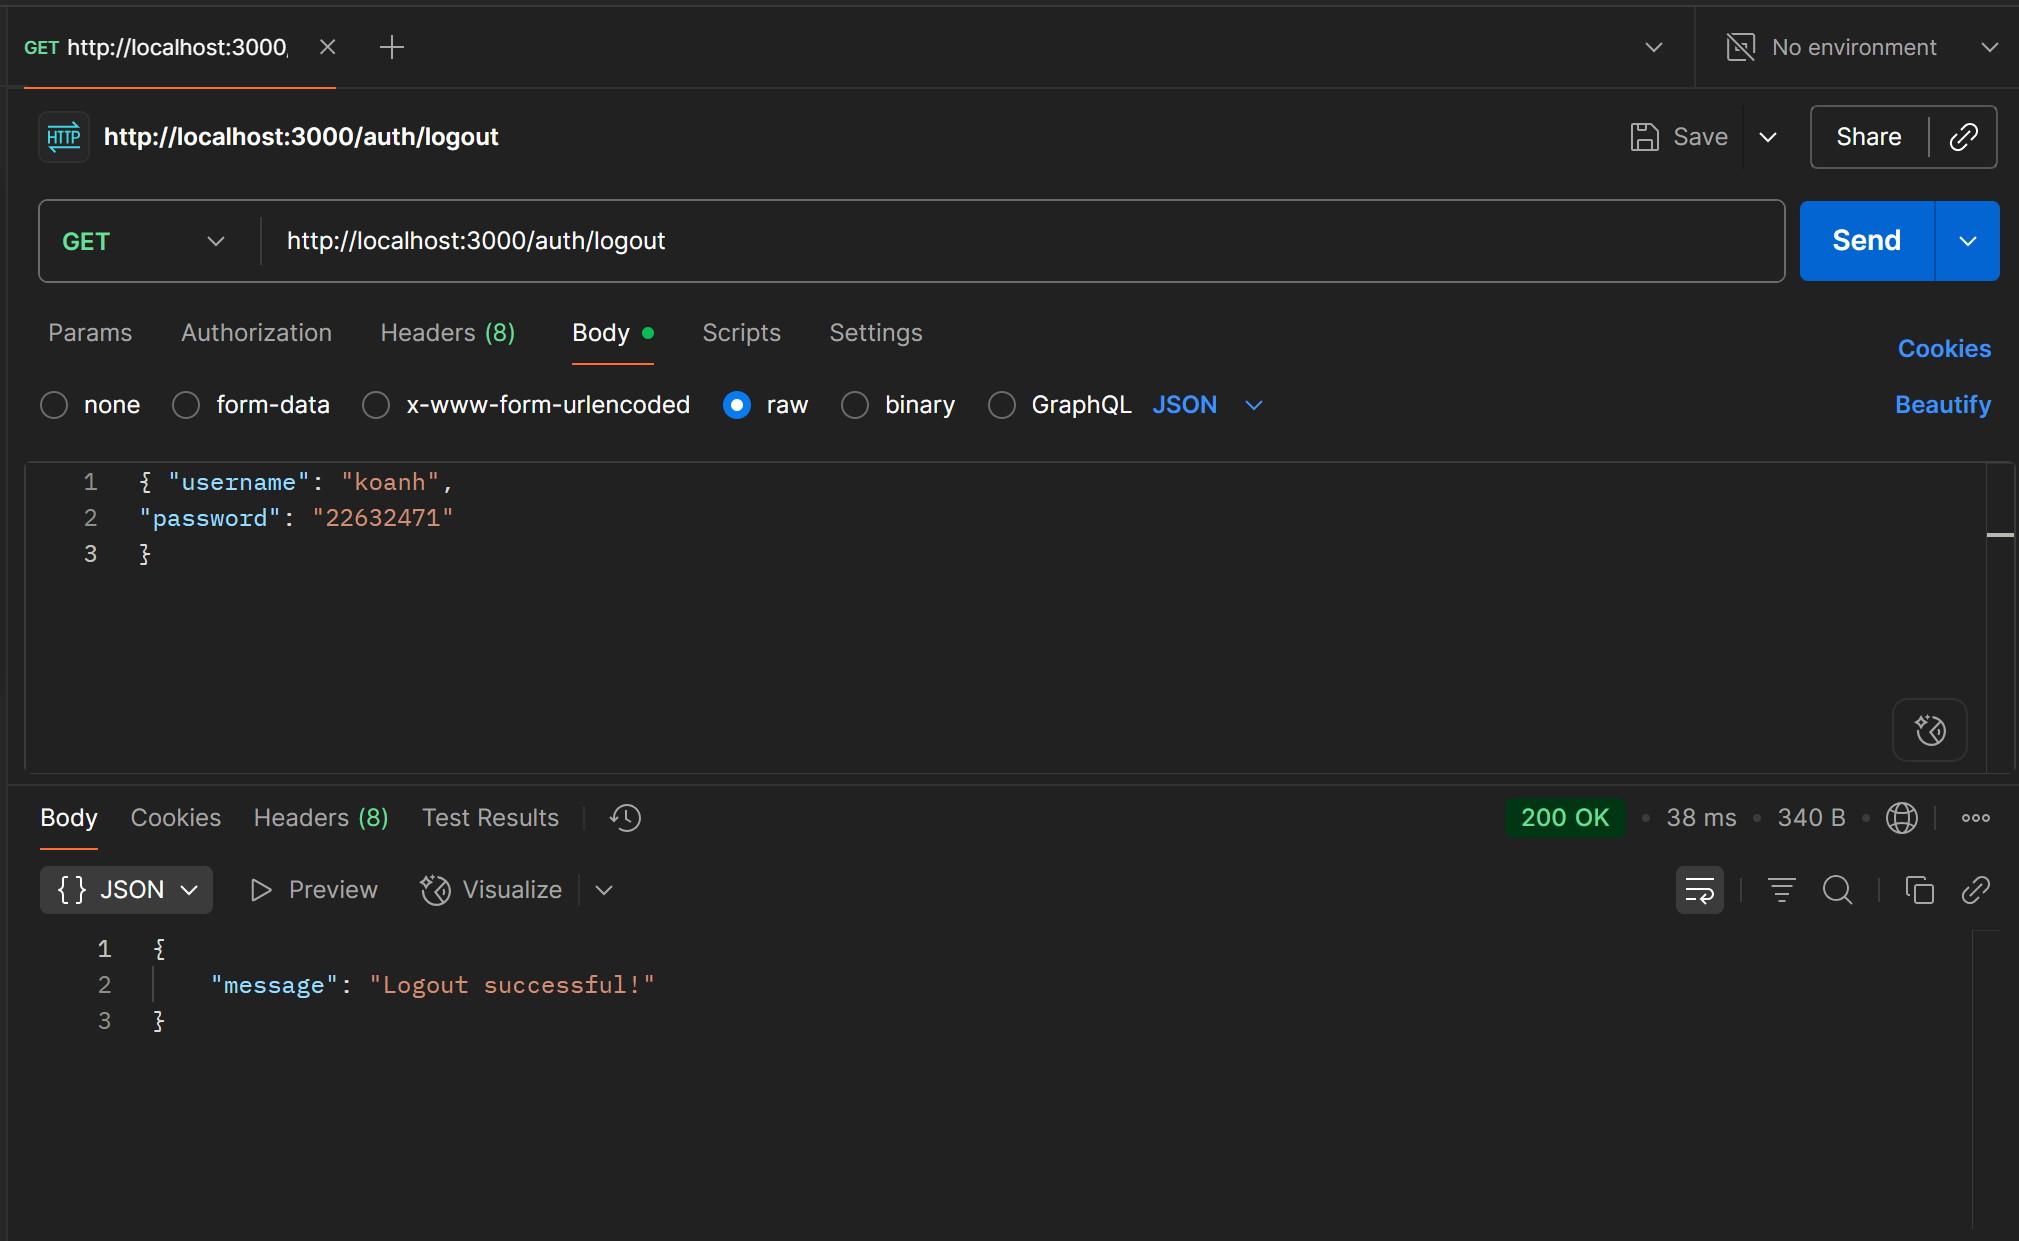 GET http://localhost:3000/
No environment
HTTP http://localhost:3000/auth/logout
Save
Share
GET http://localhost:3000/auth/logout
Send
Params Authorization Headers (8) Body Scripts Settings
Cookies
none form-data x-www-form-urlencoded raw binary GraphQL JSON
Beautify
1 { "username": "koanh",
2 "password": "22632471"
3 }
Body Cookies Headers (8) Test Results
200 OK • 38 ms • 340 B •
{} JSON Preview Visualize
1 {
2 "message": "Logout successful!"
3 }